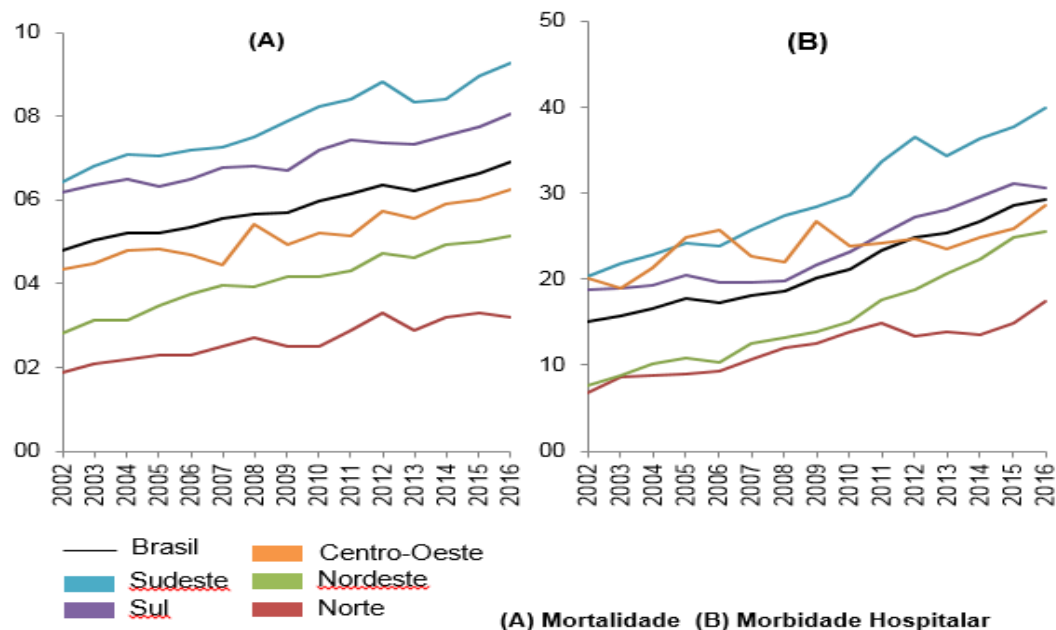 (A)
10
08
06
04
02
00
2002 2003 2004 2005 2006 2007 2008 2009 2010 2011 2012 2013 2014 2015 2016
(B)
50
40
30
20
10
00
2002 2003 2004 2005 2006 2007 2008 2009 2010 2011 2012 2013 2014 2015 2016
Brasil Centro-Oeste
Sudeste Nordeste
Sul Norte
(A) Mortalidade (B) Morbidade Hospitalar